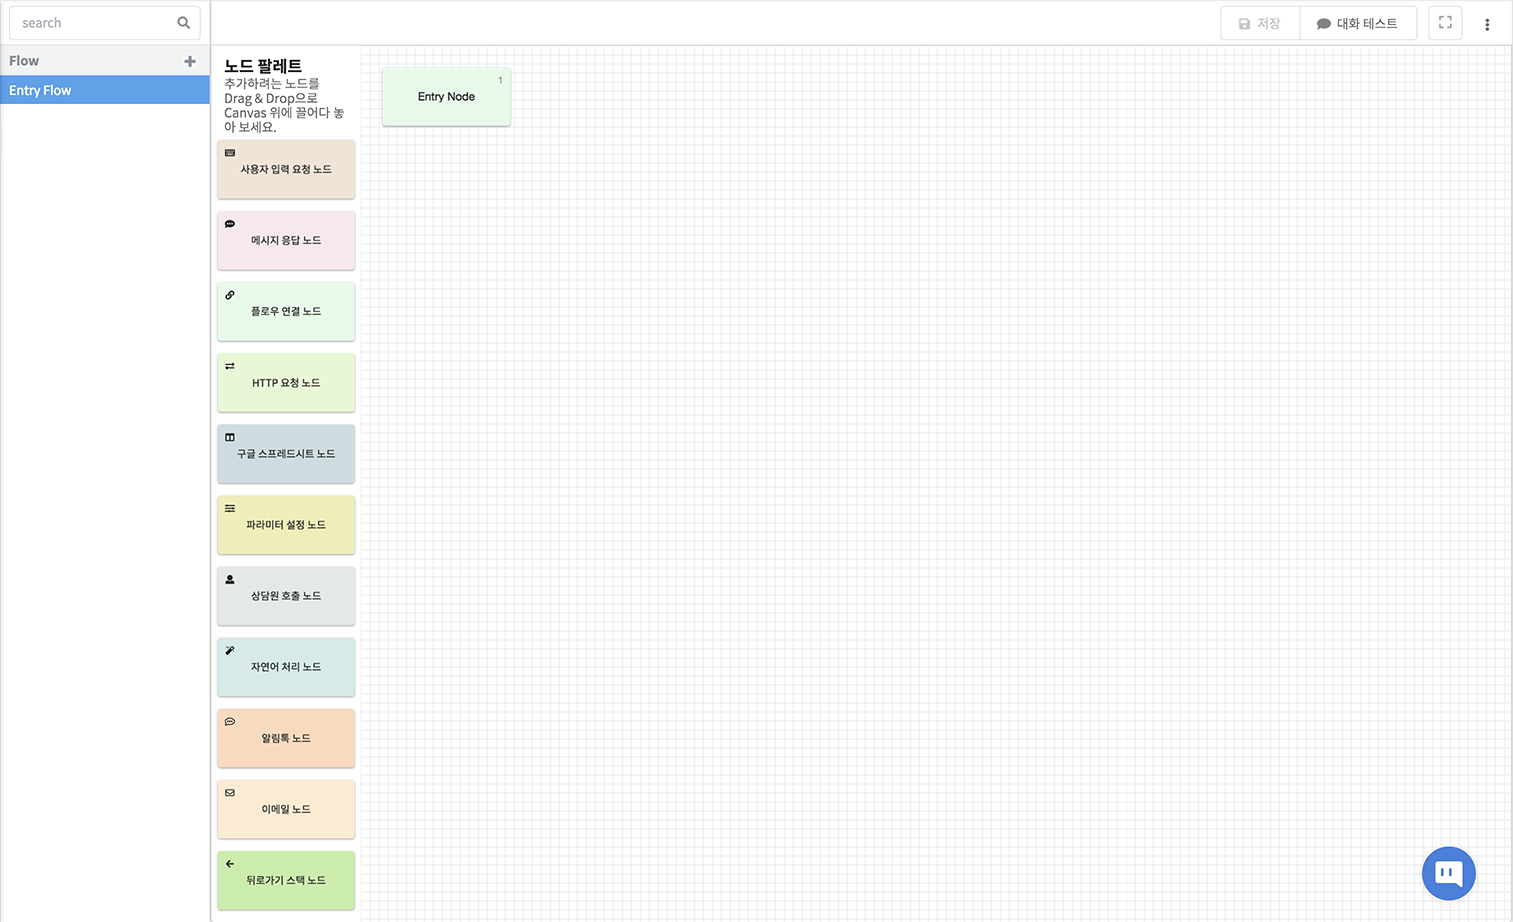 search
저장
대화 테스트
Flow
Entry Flow
노드 팔레트
추가하려는 노드를
Drag & Drop으로
Canvas 위에 끌어다 놓
아 보세요.
사용자 입력 요청 노드
메시지 응답 노드
플로우 연결 노드
HTTP 요청 노드
구글 스프레드시트 노드
파라미터 설정 노드
상담원 호출 노드
자연어 처리 노드
알림톡 노드
이메일 노드
뒤로가기 스택 노드
1
Entry Node